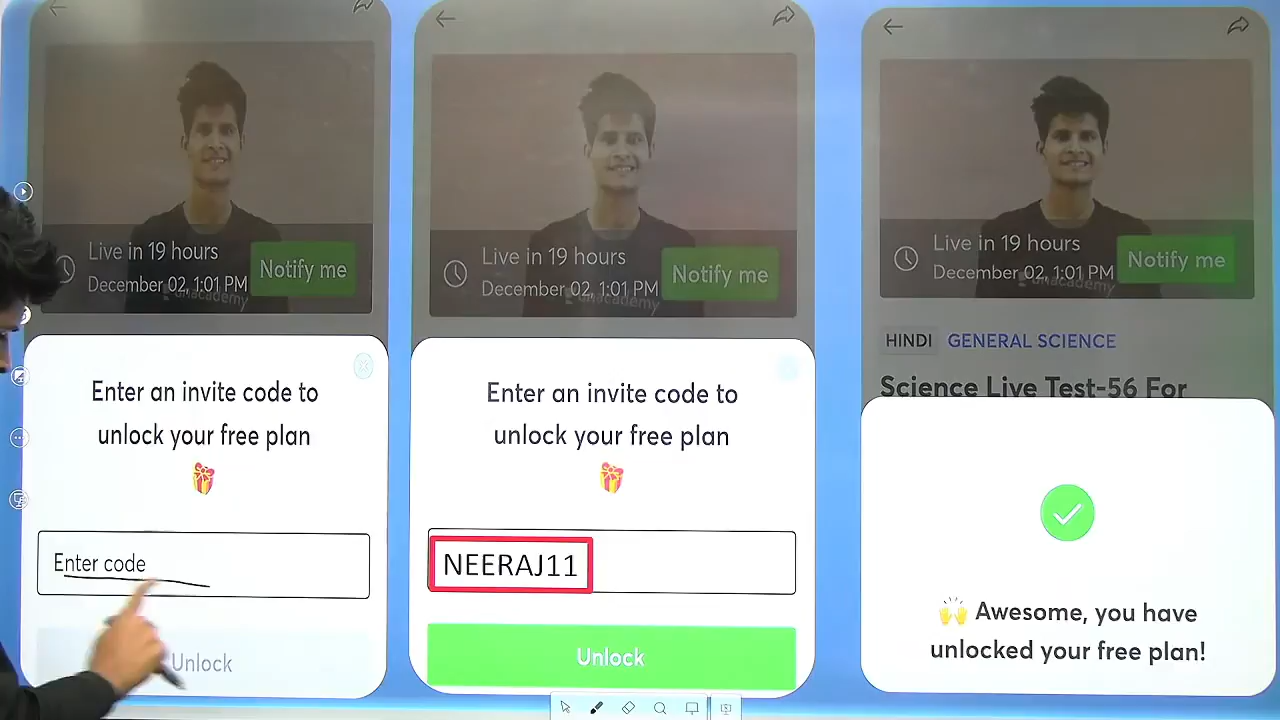 Live in 19 hours
December 02, 1:01 PM
Notify me
unacademy
Enter an invite code to
unlock your free plan
Enter code
Unlock
Live in 19 hours
December 02, 1:01 PM
Notify me
unacademy
Enter an invite code to
unlock your free plan
NEERAJ11
Unlock
Live in 19 hours
December 02, 1:01 PM
Notify me
unacademy
HINDI GENERAL SCIENCE
Science Live Test-56 For
Awesome, you have
unlocked your free plan!